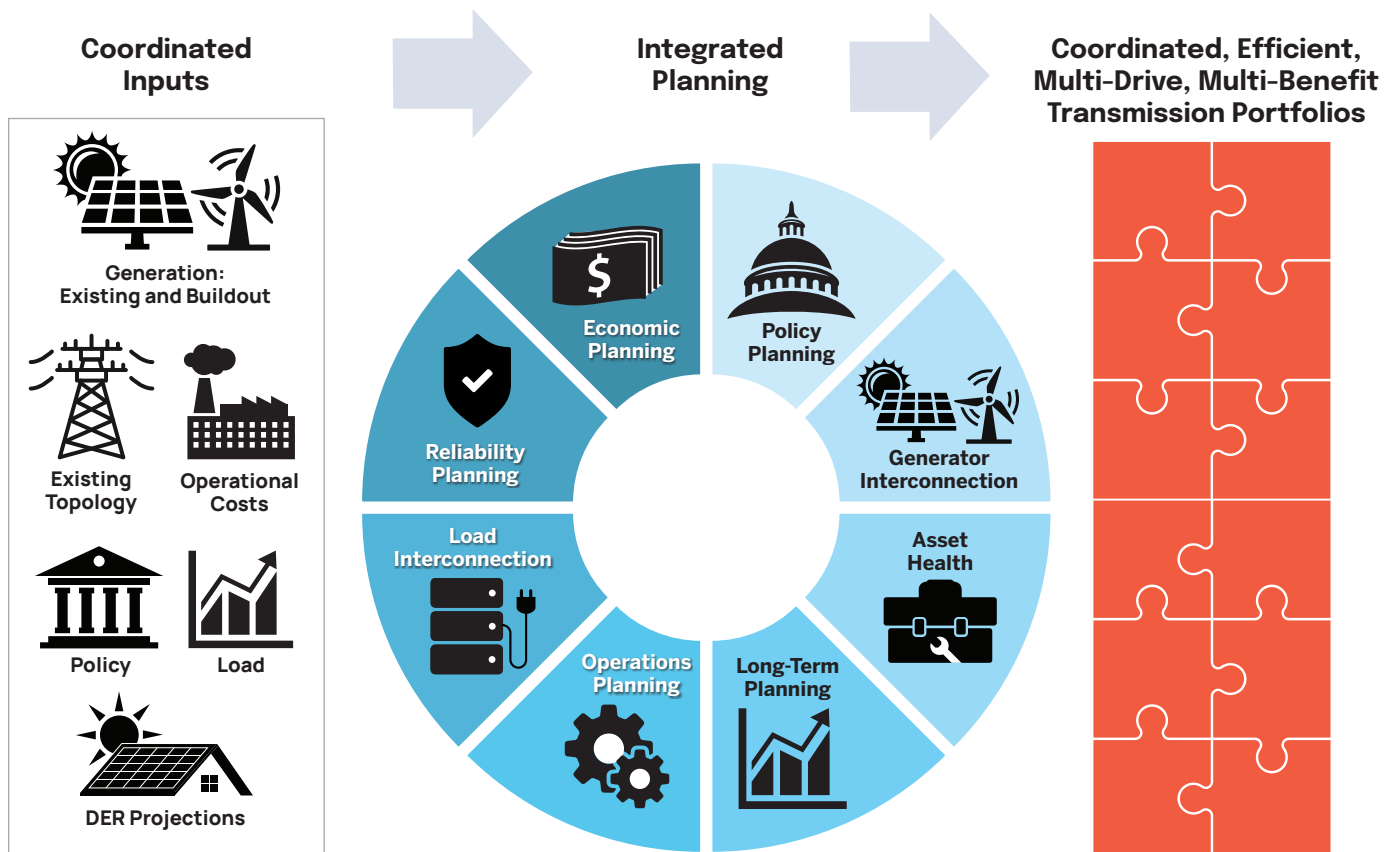 Coordinated
Inputs
Integrated
Planning
Coordinated, Efficient,
Multi-Drive, Multi-Benefit
Transmission Portfolios
Generation:
Existing and Buildout
Existing
Topology
Operational
Costs
Policy
Load
DER Projections
$
Economic
Planning
Policy
Planning
Generator
Interconnection
Asset
Health
Long-Term
Planning
Operations
Planning
Load
Interconnection
Reliability
Planning